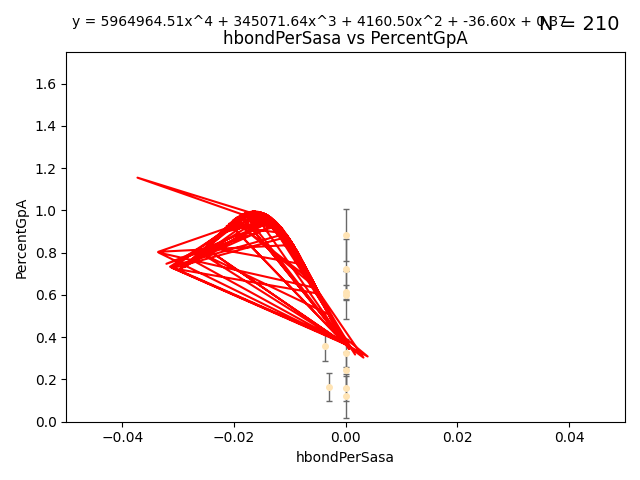 y = 5964964.51x^4 + 345071.64x^3 + 4160.50x^2 + -36.60x + 0.37
N = 210
hbondPerSasa vs PercentGpA
PercentGpA
1.6
1.4
1.2
1.0
0.8
0.6
0.4
0.2
0.0
−0.04
−0.02
0.00
0.02
0.04
hbondPerSasa